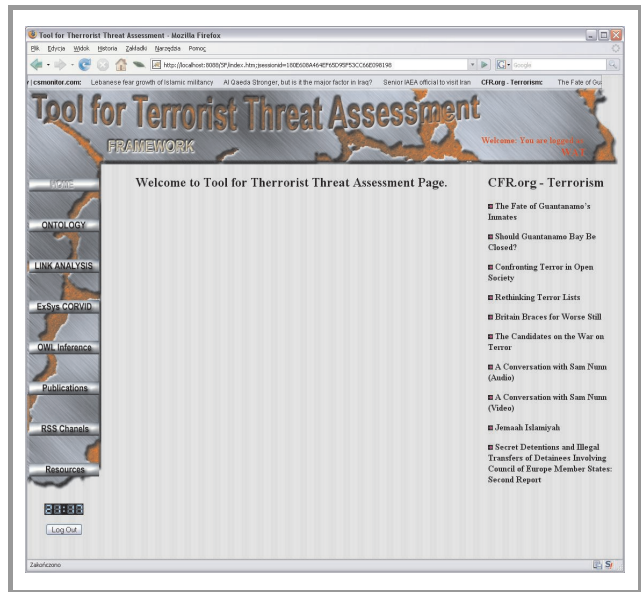 Tool for Therrorist Threat Assessment - Mozilla Firefox
Plik Edycja Widok Historia Zakładki Narzędzia Pomoc
http://localhost:8088/SP/index.htm;jsessionid=180E608A464EF65D95F53CC66E098198
Google
csmonitor.com: Lebanese fear growth of Islamic militancy Al Qaeda Stronger, but is it the major factor in Iraq? Senior IAEA official to visit Iran CFR.org - Terrorism: The Fate of Gu
Tool for Terrorist Threat Assessment
FRAMEWORK
Welcome: You are logged
HOME
ONTOLOGY
LINK ANALYSIS
ExSys CORVID
OWL Inference
Publications
RSS Chanels
Resources
Log Out
Welcome to Tool for Therrorist Threat Assessment Page.
CFR.org - Terrorism
The Fate of Guantanamo's
Inmates
Should Guantanamo Bay Be
Closed?
Confronting Terror in Open
Society
Rethinking Terror Lists
Britain Braces for Worse Still
The Candidates on the War on
Terror
A Conversation with Sam Nunn
(Audio)
A Conversation with Sam Nunn
(Video)
Jemaah Islamiyah
Secret Detentions and Illegal
Transfers of Detainees Involving
Council of Europe Member States:
Second Report
Zakończono